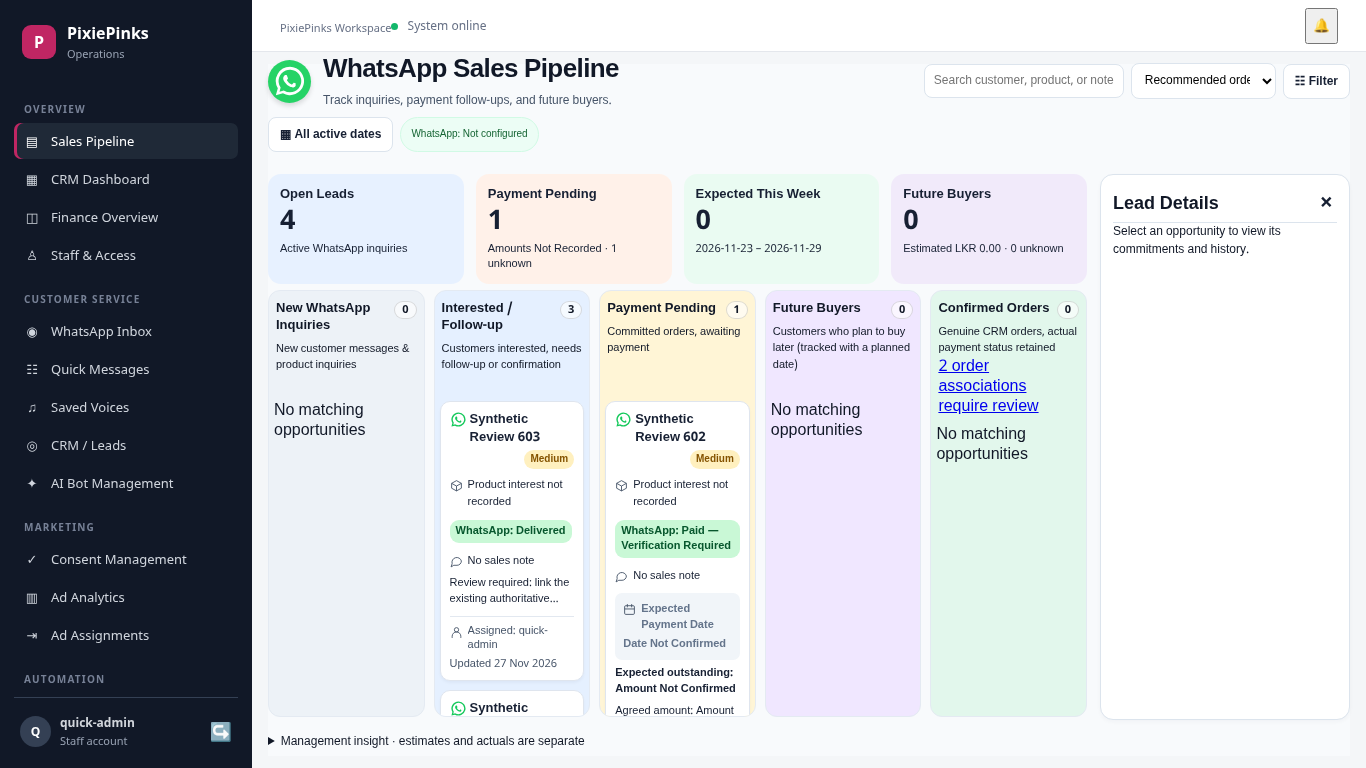 P
PixiePinks
Operations
OVERVIEW
Sales Pipeline
CRM Dashboard
Finance Overview
Staff & Access
CUSTOMER SERVICE
WhatsApp Inbox
Quick Messages
Saved Voices
CRM / Leads
AI Bot Management
MARKETING
Consent Management
Ad Analytics
Ad Assignments
AUTOMATION
Q
quick-admin
Staff account
PixiePinks Workspace
System online
WhatsApp Sales Pipeline
Track inquiries, payment follow-ups, and future buyers.
Search customer, product, or note
Recommended orde
Filter
All active dates
WhatsApp: Not configured
Open Leads
4
Active WhatsApp inquiries
Payment Pending
1
Amounts Not Recorded · 1
unknown
Expected This Week
0
2026-11-23 – 2026-11-29
Future Buyers
0
Estimated LKR 0.00 · 0 unknown
New WhatsApp
Inquiries
0
New customer messages &
product inquiries
No matching
opportunities
Interested /
Follow-up
3
Customers interested, needs
follow-up or confirmation
Synthetic
Review 603
Medium
Product interest not
recorded
WhatsApp: Delivered
No sales note
Review required: link the
existing authoritative...
Assigned: quick-
admin
Updated 27 Nov 2026
Synthetic
Payment Pending
1
Committed orders, awaiting
payment
Synthetic
Review 602
Medium
Product interest not
recorded
WhatsApp: Paid —
Verification Required
No sales note
Expected
Payment Date
Date Not Confirmed
Expected outstanding:
Amount Not Confirmed
Agreed amount: Amount
Future Buyers
0
Customers who plan to buy
later (tracked with a planned
date)
No matching
opportunities
Confirmed Orders
0
Genuine CRM orders, actual
payment status retained
2 order
associations
require review
No matching
opportunities
Lead Details
×
Select an opportunity to view its
commitments and history.
Management insight · estimates and actuals are separate